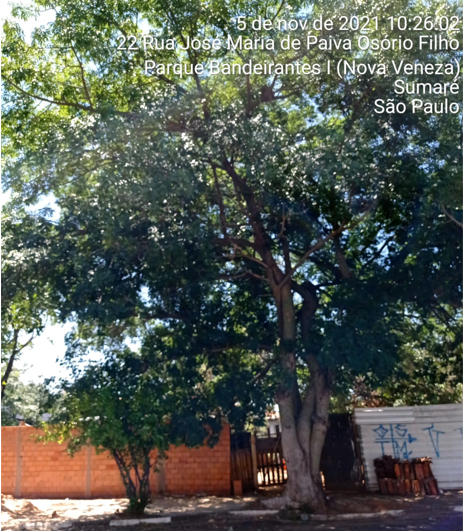 5 de nov de 2021 10:26:02
22 Rua José Maria de Paiva Osório Filho
Parque Bandeirantes I (Nova Veneza)
Sumaré
São Paulo